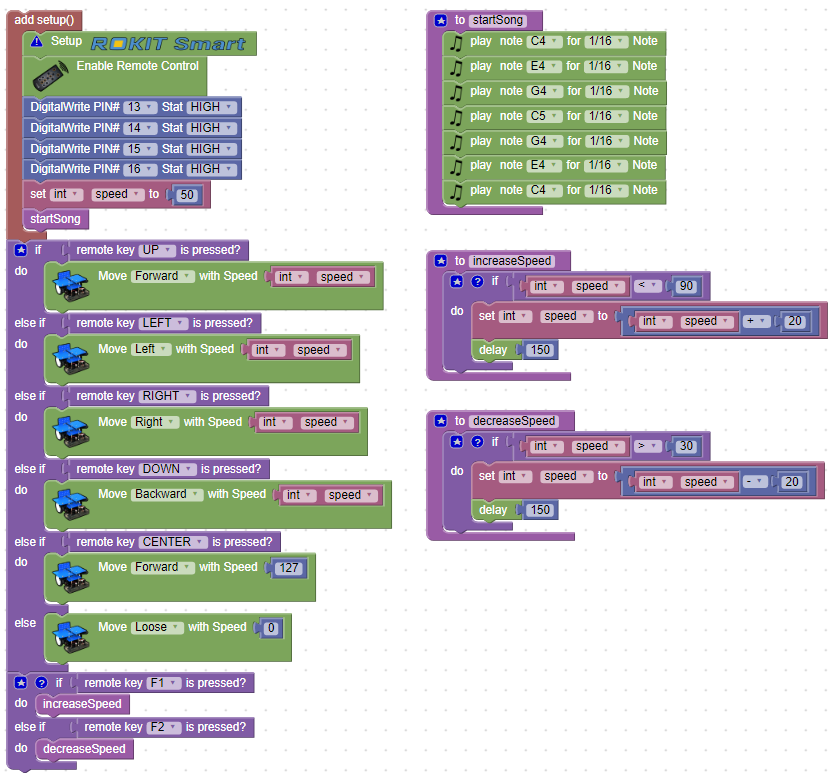 add setup()
Setup ROKIT Smart
Enable Remote Control
DigitalWrite PIN# 13 Stat HIGH
DigitalWrite PIN# 14 Stat HIGH
DigitalWrite PIN# 15 Stat HIGH
DigitalWrite PIN# 16 Stat HIGH
set int speed to 50
startSong
if remote key UP is pressed?
do Move Forward with Speed int speed
else if remote key LEFT is pressed?
do Move Left with Speed int speed
else if remote key RIGHT is pressed?
do Move Right with Speed int speed
else if remote key DOWN is pressed?
do Move Backward with Speed int speed
else if remote key CENTER is pressed?
do Move Forward with Speed 127
else Move Loose with Speed 0
? if remote key F1 is pressed?
do increaseSpeed
else if remote key F2 is pressed?
do decreaseSpeed
to startSong
play note C4 for 1/16 Note
play note E4 for 1/16 Note
play note G4 for 1/16 Note
play note C5 for 1/16 Note
play note G4 for 1/16 Note
play note E4 for 1/16 Note
play note C4 for 1/16 Note
to increaseSpeed
? if int speed < 90
do set int speed to int speed + 20
delay 150
to decreaseSpeed
? if int speed > 30
do set int speed to int speed - 20
delay 150